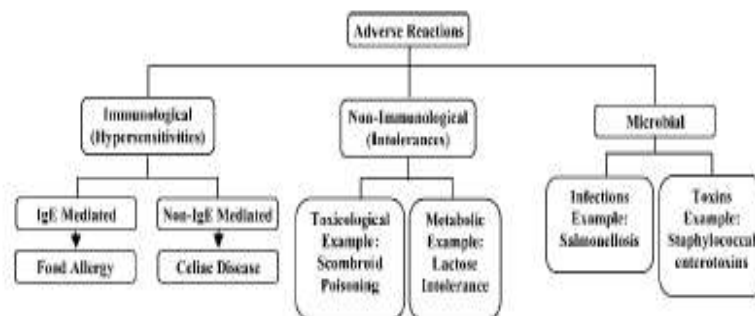 Adverse Reactions
Immunological
(Hypersensitivities)
Non-Immunological
(Intolerances)
Microbial
IgE Mediated
Non-IgE Mediated
Food Allergy
Celiac Disease
Toxicological
Example:
Scombroid
Poisoning
Metabolic
Example:
Lactose
Intolerance
Infections
Example:
Salmonellosis
Toxins
Example:
Staphylococcal
enterotoxins